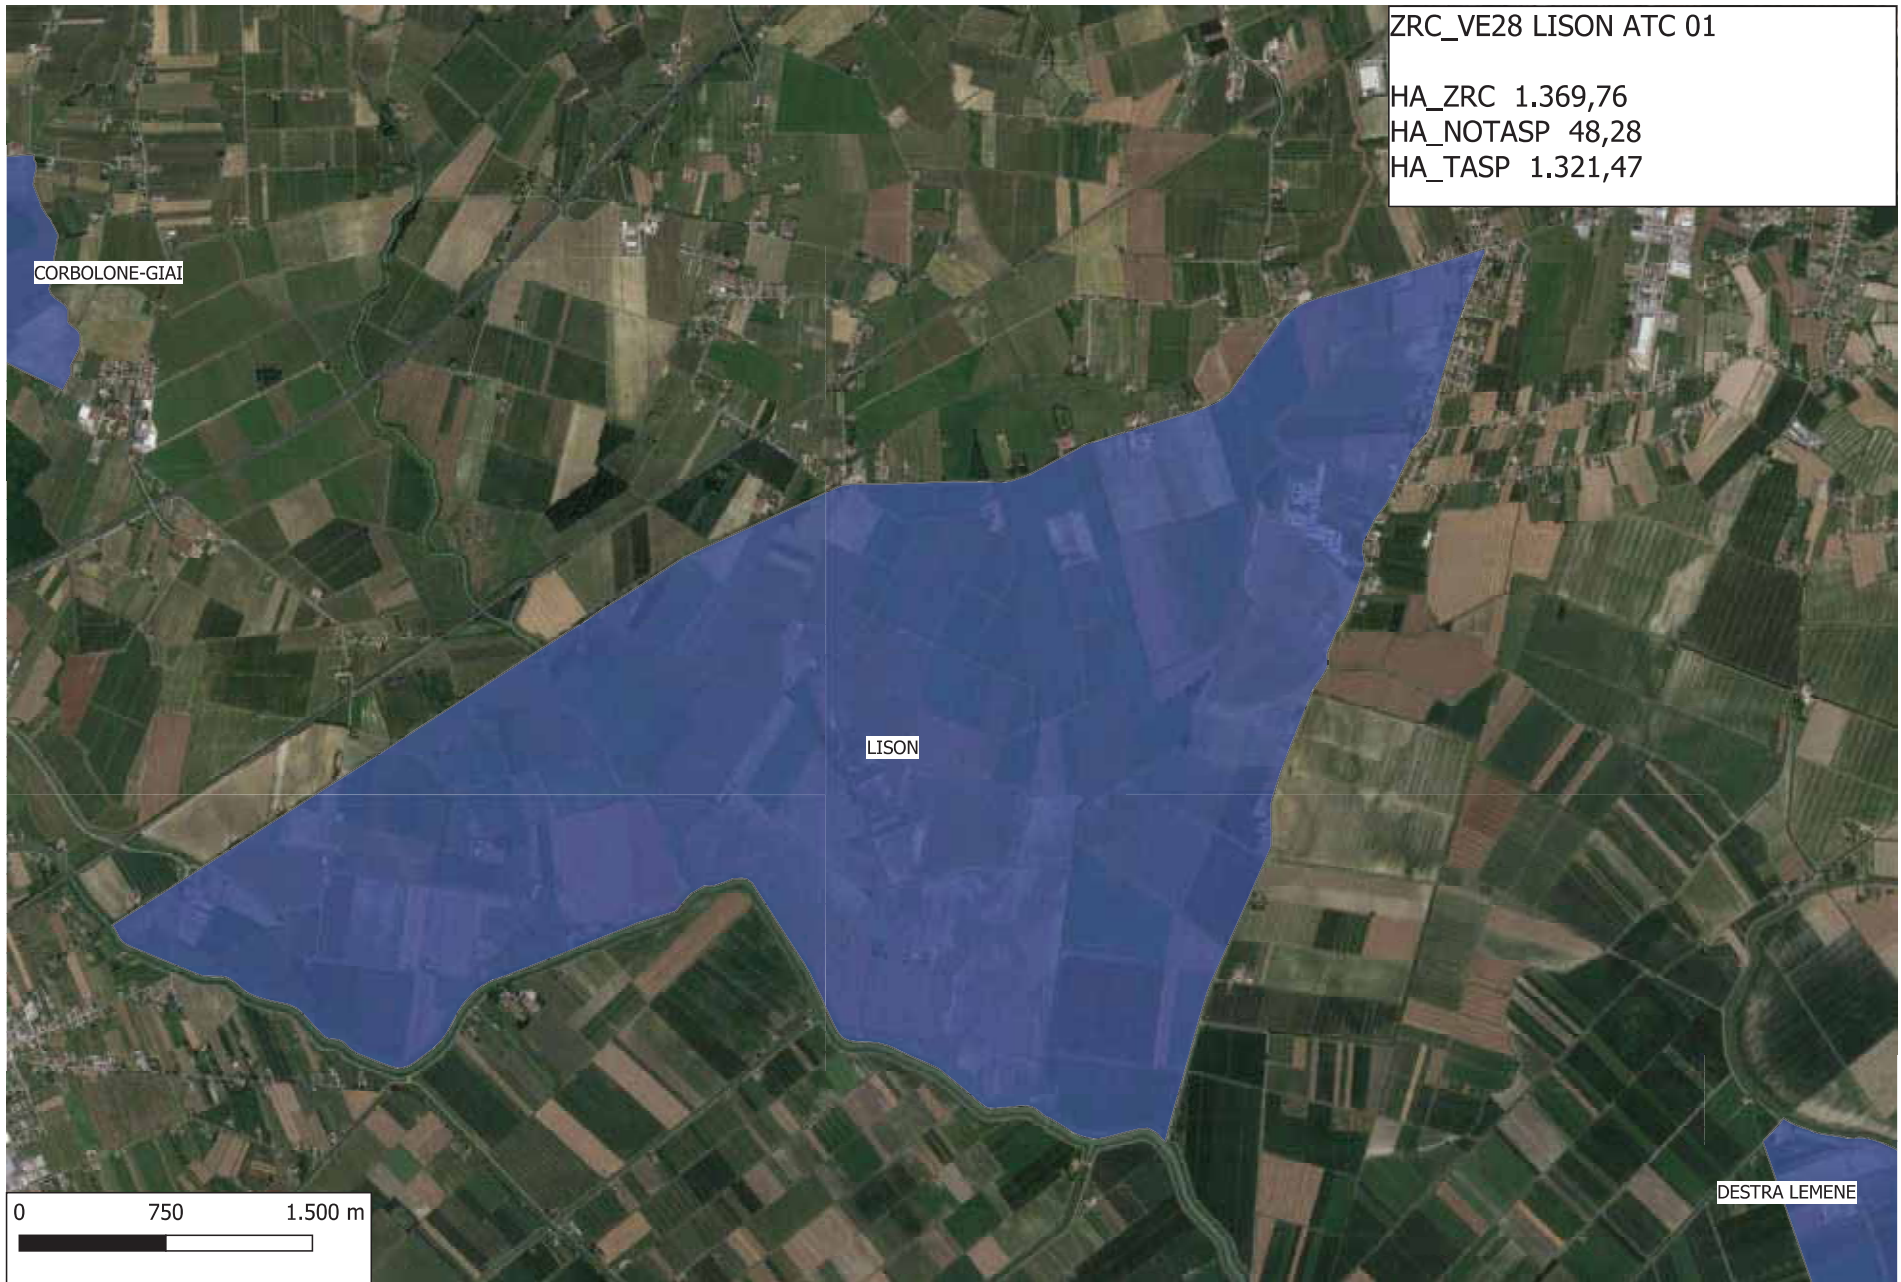 ZRC_VE28 LISON ATC 01
HA_ZRC 1.369,76
HA_NOTASP 48,28
HA_TASP 1.321,47
CORBOLONE-GIAI
LISON
DESTRA LEMENE
0 750 1.500 m